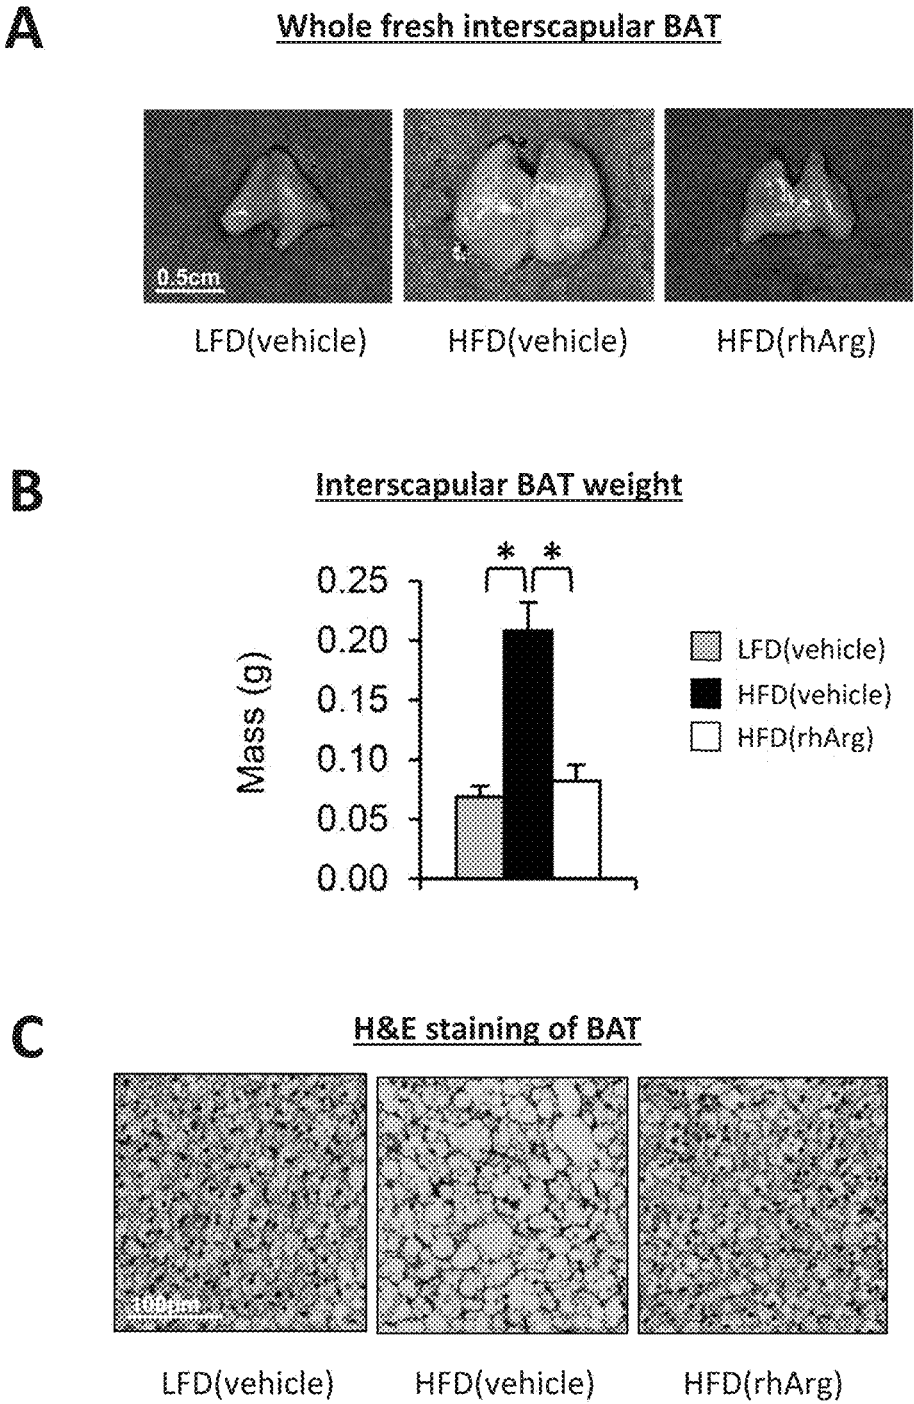 A
Whole fresh interscapular BAT
0.5cm
LFD(vehicle) HFD(vehicle) HFD(rhArg)
B
Interscapular BAT weight
* *
0.25
0.20
0.15
0.10
0.05
0.00
Mass (g)
LFD(vehicle)
HFD(vehicle)
HFD(rhArg)
C
H&E staining of BAT
100μm
LFD(vehicle) HFD(vehicle) HFD(rhArg)